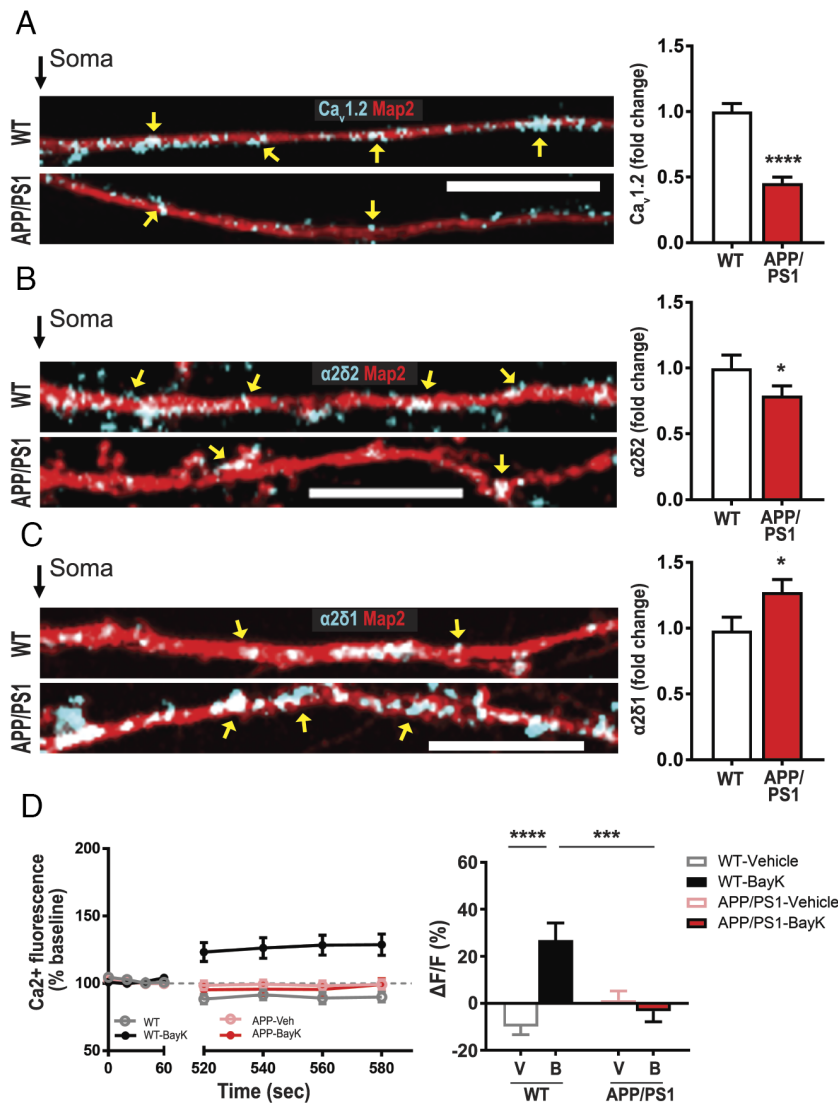 A
Soma
WT
Cav1.2 Map2
APP/PS1
Cav1.2 (fold change)
1.5
1.0
0.5
0.0
****
WT
APP/
PS1
B
Soma
WT
α2δ2 Map2
APP/PS1
α2δ2 (fold change)
1.5
1.0
0.5
0.0
*
WT
APP/
PS1
C
Soma
WT
α2δ1 Map2
APP/PS1
α2δ1 (fold change)
1.5
1.0
0.5
0.0
*
WT
APP/
PS1
D
Ca2+ fluorescence
(% baseline)
200
150
100
50
WT
WT-BayK
APP-Veh
APP-BayK
0 60 520 540 560 580
Time (sec)
ΔF/F (%)
60
40
20
0
-20
**** ***
V B V B
WT APP/PS1
WT-Vehicle
WT-BayK
APP/PS1-Vehicle
APP/PS1-BayK